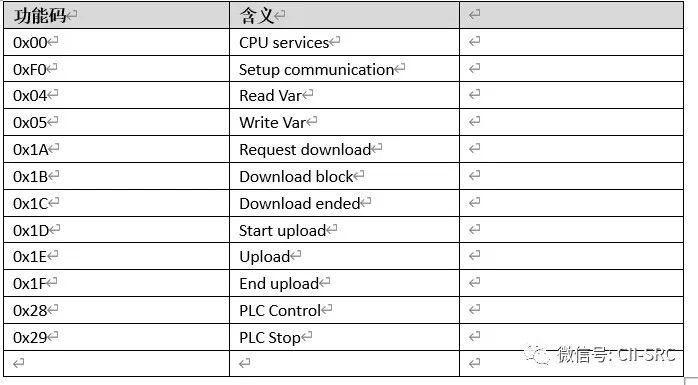 功能码 含义
0x00 CPU services
0xF0 Setup communication
0x04 Read Var
0x05 Write Var
0x1A Request download
0x1B Download block
0x1C Download ended
0x1D Start upload
0x1E Upload
0x1F End upload
0x28 PLC Control
0x29 PLC Stop
微信号: CII-SRC